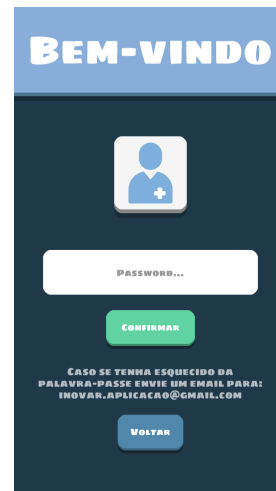 Bem-vindo
Password...
Confirmar
Caso se tenha esquecido da
palavra-passe envie um email para:
inovar.aplicacao@gmail.com
Voltar